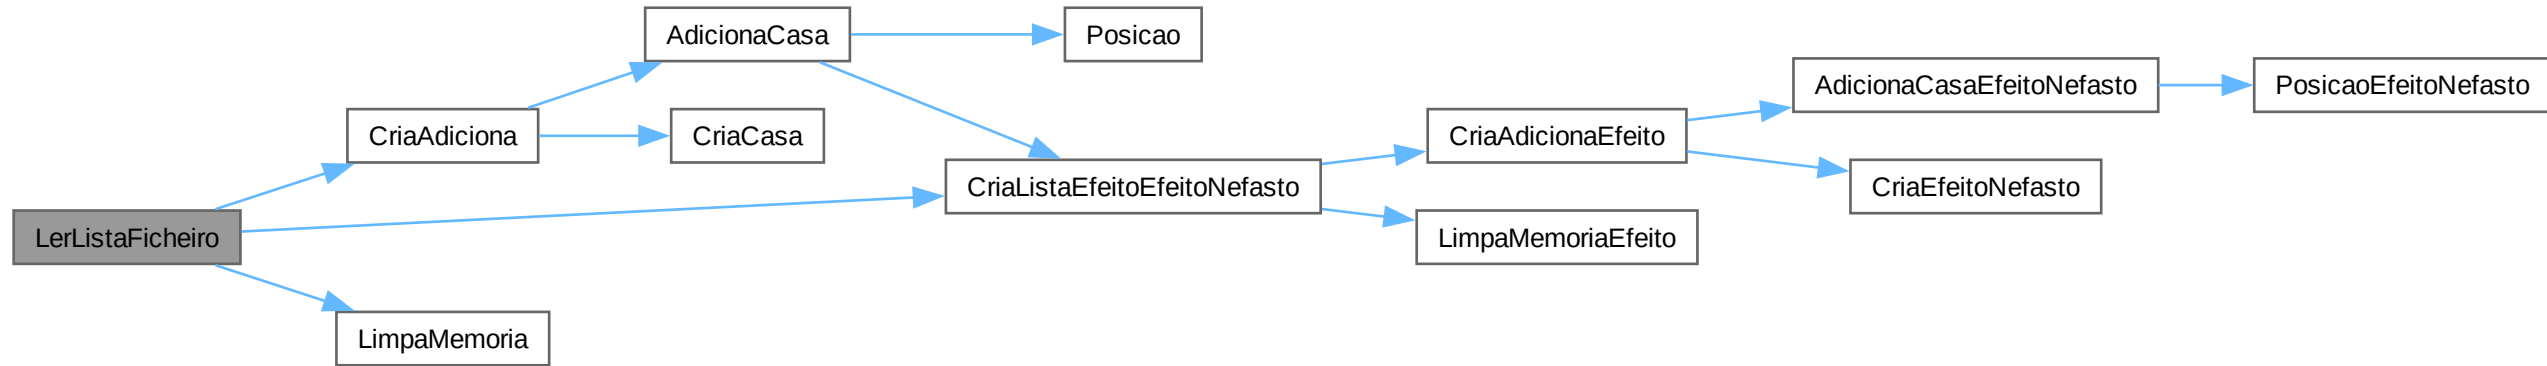 LerListaFicheiro
CriaAdiciona
AdicionaCasa
Posicao
CriaCasa
CriaListaEfeitoEfeitoNefasto
CriaAdicionaEfeito
AdicionaCasaEfeitoNefasto
PosicaoEfeitoNefasto
CriaEfeitoNefasto
LimpaMemoriaEfeito
LimpaMemoria